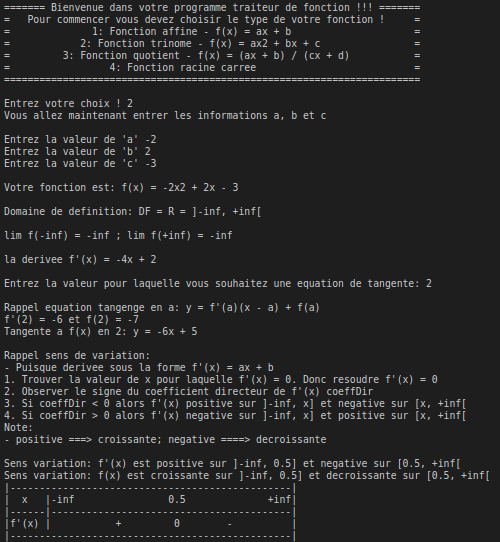 ======= Bienvenue dans votre programme traiteur de fonction !!! =======
=   Pour commencer vous devez choisir le type de votre fonction !     =
=              1: Fonction affine - f(x) = ax + b                     =
=            2: Fonction trinome - f(x) = ax2 + bx + c                =
=         3: Fonction quotient - f(x) = (ax + b) / (cx + d)           =
=                 4: Fonction racine carree                           =
=======================================================================

Entrez votre choix ! 2
Vous allez maintenant entrer les informations a, b et c

Entrez la valeur de 'a' -2
Entrez la valeur de 'b' 2
Entrez la valeur de 'c' -3

Votre fonction est: f(x) = -2x2 + 2x - 3

Domaine de definition: DF = R = ]-inf, +inf[

lim f(-inf) = -inf ; lim f(+inf) = -inf

la derivee f'(x) = -4x + 2

Entrez la valeur pour laquelle vous souhaitez une equation de tangente: 2

Rappel equation tangenge en a: y = f'(a)(x - a) + f(a)
f'(2) = -6 et f(2) = -7
Tangente a f(x) en 2: y = -6x + 5

Rappel sens de variation:
- Puisque derivee sous la forme f'(x) = ax + b
1. Trouver la valeur de x pour laquelle f'(x) = 0. Donc resoudre f'(x) = 0
2. Observer le signe du coefficient directeur de f'(x) coeffDir
3. Si coeffDir < 0 alors f'(x) positive sur ]-inf, x] et negative sur [x, +inf[
4. Si coeffDir > 0 alors f'(x) negative sur ]-inf, x] et positive sur [x, +inf[
Note:
- positive ===> croissante; negative ====> decroissante

Sens variation: f'(x) est positive sur ]-inf, 0.5] et negative sur [0.5, +inf[
Sens variation: f(x) est croissante sur ]-inf, 0.5] et decroissante sur [0.5, +inf[
|------------------------------------------------|
|  x   |-inf                0.5              +inf|
|------|-----------------------------------------|
|f'(x) |           +         0        -          |
|------------------------------------------------|